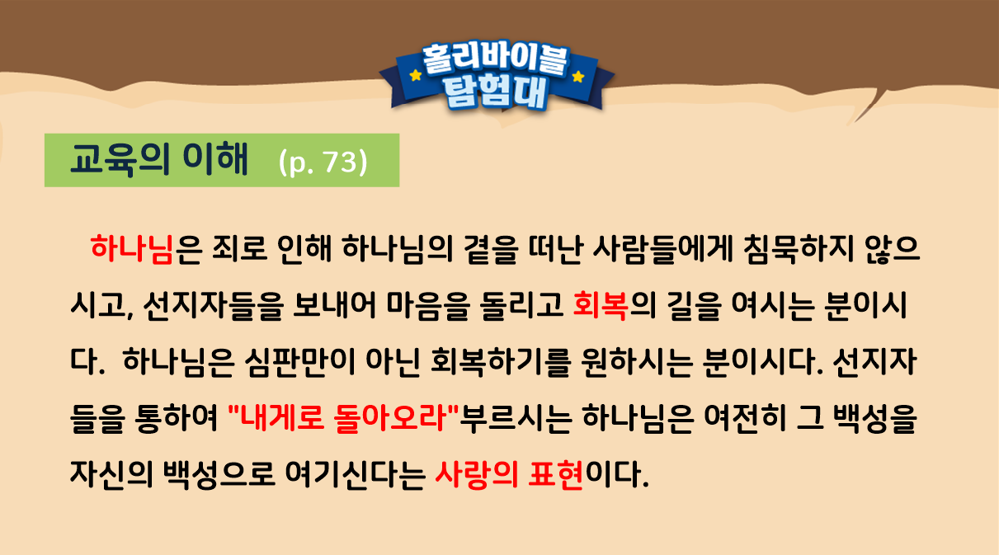 홀리바이블
탐험대
교육의 이해 (p. 73)
하나님은 죄로 인해 하나님의 곁을 떠난 사람들에게 침묵하지 않으
시고, 선지자들을 보내어 마음을 돌리고 회복의 길을 여시는 분이시
다. 하나님은 심판만이 아닌 회복하기를 원하시는 분이시다. 선지자
들을 통하여 "내게로 돌아오라"부르시는 하나님은 여전히 그 백성을
자신의 백성으로 여기신다는 사랑의 표현이다.